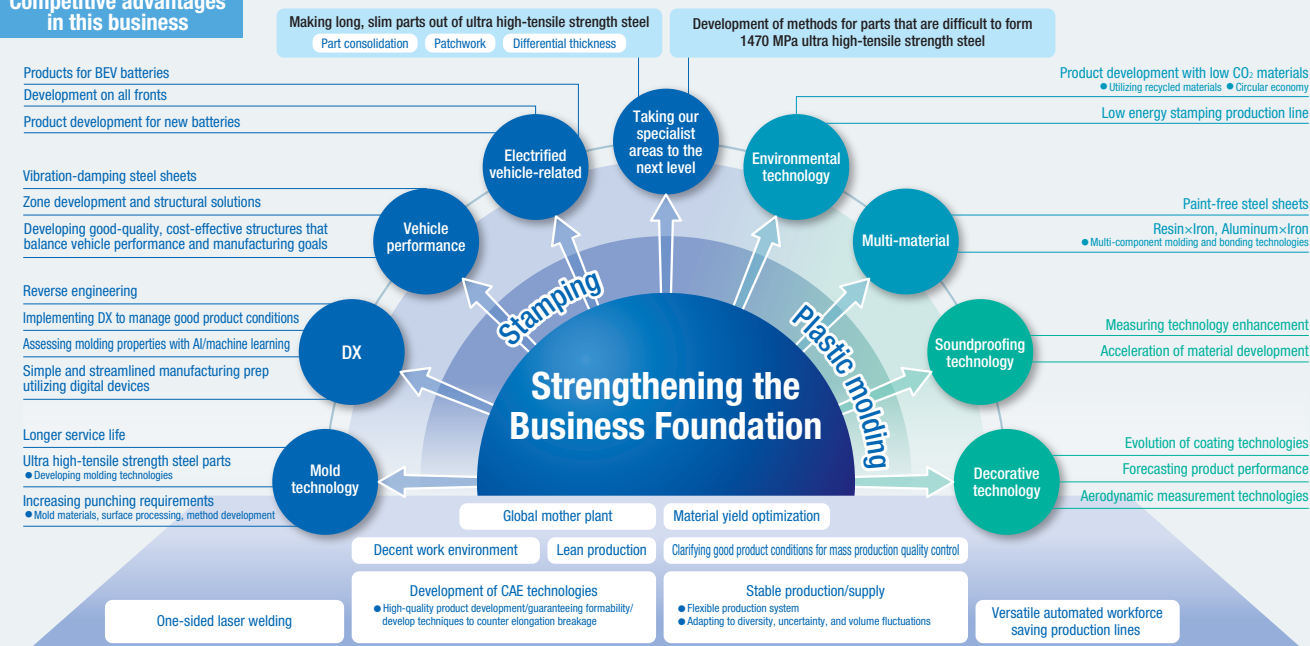 Competitive advantages
in this business
Making long, slim parts out of ultra high-tensile strength steel
Part consolidation
Patchwork
Differential thickness
Development of methods for parts that are difficult to form
1470 MPa ultra high-tensile strength steel
Products for BEV batteries
Development on all fronts
Product development for new batteries
Electrified
vehicle-related
Taking our
specialist
areas to the
next level
Environmental
technology
Product development with low CO₂ materials
● Utilizing recycled materials ● Circular economy
Low energy stamping production line
Vibration-damping steel sheets
Zone development and structural solutions
Developing good-quality, cost-effective structures that
balance vehicle performance and manufacturing goals
Vehicle
performance
Multi-material
Paint-free steel sheets
Resin×Iron, Aluminum×Iron
● Multi-component molding and bonding technologies
Reverse engineering
Implementing DX to manage good product conditions
Assessing molding properties with AI/machine learning
Simple and streamlined manufacturing prep
utilizing digital devices
DX
Stamping
Plastic molding
Soundproofing
technology
Measuring technology enhancement
Acceleration of material development
Strengthening the
Business Foundation
Longer service life
Ultra high-tensile strength steel parts
● Developing molding technologies
Increasing punching requirements
● Mold materials, surface processing, method development
Mold
technology
Decorative
technology
Evolution of coating technologies
Forecasting product performance
Aerodynamic measurement technologies
Global mother plant
Material yield optimization
Decent work environment
Lean production
Clarifying good product conditions for mass production quality control
One-sided laser welding
Development of CAE technologies
● High-quality product development/guaranteeing formability/
develop techniques to counter elongation breakage
Stable production/supply
● Flexible production system
● Adapting to diversity, uncertainty, and volume fluctuations
Versatile automated workforce
saving production lines